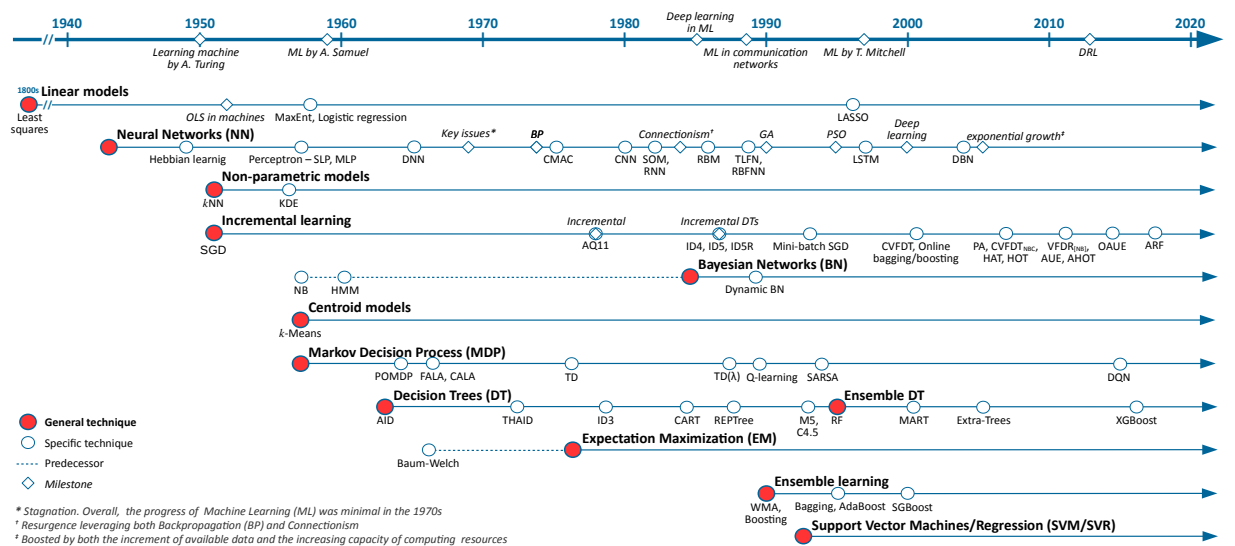 1940 1950 1960 1970 1980 1990 2000 2010 2020
Deep learning
in ML
Learning machine
by A. Turing
ML by A. Samuel
ML in communication
networks
ML by T. Mitchell
DRL
1800s Linear models
Least
squares
OLS in machines
MaxEnt, Logistic regression
LASSO
Neural Networks (NN)
Key issues*
BP
Connectionism†
GA
PSO
Deep
learning
exponential growth‡
Hebbian learnig
Perceptron – SLP, MLP
DNN
CMAC
CNN
SOM,
RNN
RBM
TLFN,
RBFNN
LSTM
DBN
Non-parametric models
kNN
KDE
Incremental learning
Incremental
Incremental DTs
SGD
AQ11
ID4, ID5, ID5R
Mini-batch SGD
CVFDT, Online
bagging/boosting
PA, CVFDTNBC,
HAT, HOT
VFDR[NB],
AUE, AHOT
OAUE
ARF
Bayesian Networks (BN)
NB
HMM
Dynamic BN
Centroid models
k-Means
Markov Decision Process (MDP)
POMDP
FALA, CALA
TD
TD(λ)
Q-learning
SARSA
DQN
Decision Trees (DT)
Ensemble DT
AID
THAID
ID3
CART
REPTree
M5,
C4.5
RF
MART
Extra-Trees
XGBoost
Expectation Maximization (EM)
Baum-Welch
Ensemble learning
WMA,
Boosting
Bagging, AdaBoost
SGBoost
Support Vector Machines/Regression (SVM/SVR)
General technique
Specific technique
Predecessor
Milestone
* Stagnation. Overall, the progress of Machine Learning (ML) was minimal in the 1970s
† Resurgence leveraging both Backpropagation (BP) and Connectionism
‡ Boosted by both the increment of available data and the increasing capacity of computing resources